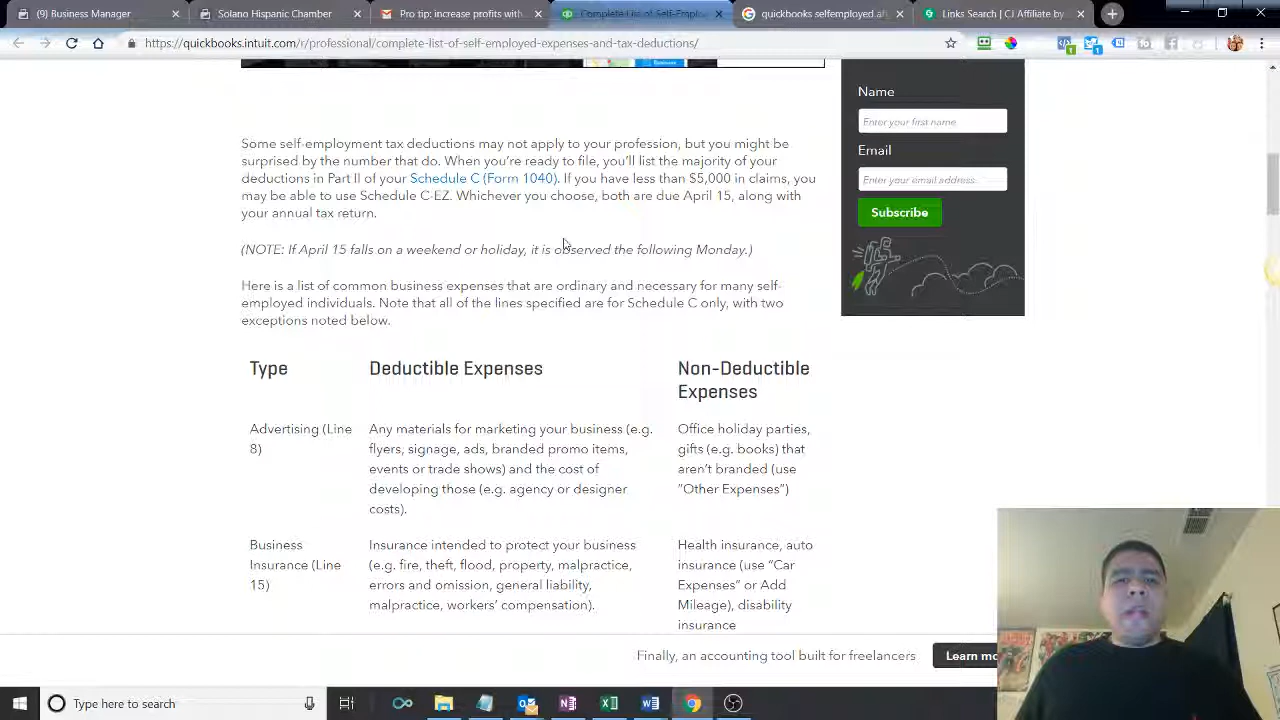 (9) Business Manager
Solano Hispanic Chamber
Pro tip: increase profits with
Complete List of Self-Emplo
quickbooks selfemployed aff
Links Search | CJ Affiliate by
https://quickbooks.intuit.com/r/professional/complete-list-of-self-employed-expenses-and-tax-deductions/
1
1
Some self-employment tax deductions may not apply to your profession, but you might be
surprised by the number that do. When you're ready to file, you'll list the majority of your
deductions in Part II of your Schedule C (Form 1040). If you have less than $5,000 in claims, you
may be able to use Schedule C-EZ. Whichever you choose, both are due April 15, along with
your annual tax return.
(NOTE: If April 15 falls on a weekend or holiday, it is observed the following Monday.)
Here is a list of common business expenses that are ordinary and necessary for many self-
employed individuals. Note that all of the lines specified are for Schedule C only, with two
exceptions noted below.
Name
Enter your first name
Email
Enter your email address..
Subscribe
Type
Deductible Expenses
Non-Deductible
Expenses
Advertising (Line
8)
Any materials for marketing your business (e.g.
flyers, signage, ads, branded promo items,
events or trade shows) and the cost of
developing those (e.g. agency or designer
costs).
Office holiday parties,
gifts (e.g. books) that
aren't branded (use
"Other Expenses")
Business
Insurance (Line
15)
Insurance intended to protect your business
(e.g. fire, theft, flood, property, malpractice,
errors and omission, general liability,
malpractice, workers' compensation).
Health insurance, auto
insurance (use "Car
Expenses" or Add
Mileage), disability
insurance
Finally, an accounting tool built for freelancers
Learn mo
Type here to search